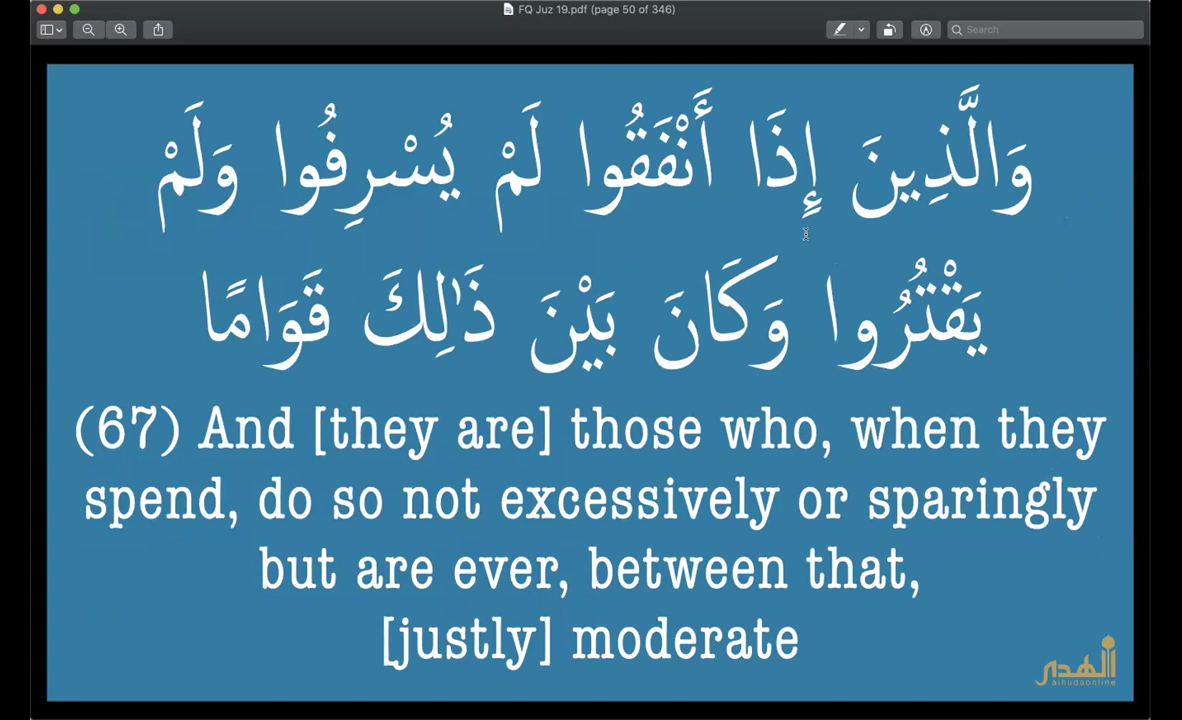 FQ Juz 19.pdf (page 50 of 346)
Search
وَالَّذِينَ إِذَا أَنْفَقُوا لَمْ يُسْرِفُوا وَلَمْ
يَقْتُرُوا وَكَانَ بَيْنَ ذَٰلِكَ قَوَامًا
(67) And [they are] those who, when they
spend, do so not excessively or sparingly
but are ever, between that,
[justly] moderate
الهدى
alhudaonline